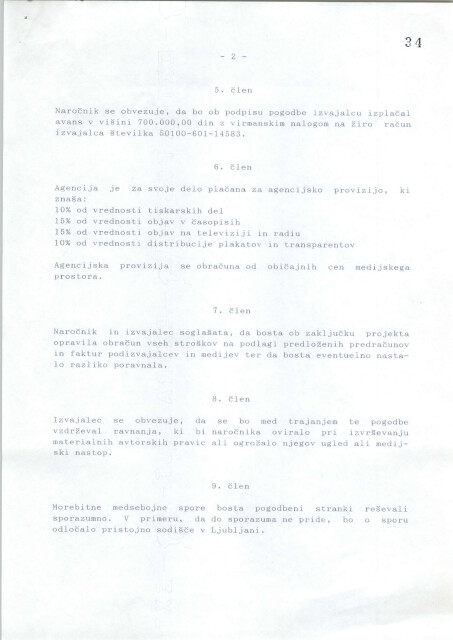 34
- 2 -
5. člen
Naročnik se obvezuje, da bo ob podpisu pogodbe izvajalcu izplačal
avans v višini 700.000,00 din z virmanskim nalogom na žiro račun
izvajalca številka 50100-601-14583.
6. člen
Agencija je za svoje delo plačana za agencijsko provizijo, ki
znaša:
10% od vrednosti tiskarskih del
15% od vrednosti objav v časopisih
15% od vrednosti objav na televiziji in radiu
10% od vrednosti distribucije plakatov in transparentov
Agencijska provizija se obračuna od običajnih cen medijskega
prostora.
7. člen
Naročnik in izvajalec soglašata, da bosta ob zaključku projekta
opravila obračun vseh stroškov na podlagi predloženih predračunov
in faktur podizvajalcev in medijev ter da bosta eventuelno nasta-
lo razliko poravnala.
8. člen
Izvajalec se obvezuje, da se bo med trajanjem te pogodbe
vzdrževal ravnanja, ki bi naročnika oviralo pri izvrševanju
materialnih avtorskih pravic ali ogrožalo njegov ugled ali medij-
ski nastop.
9. člen
Morebitne medsebojne spore bosta pogodbeni stranki reševali
sporazumno. V primeru, da do sporazuma ne pride, bo o sporu
odločalo pristojno sodišče v Ljubljani.